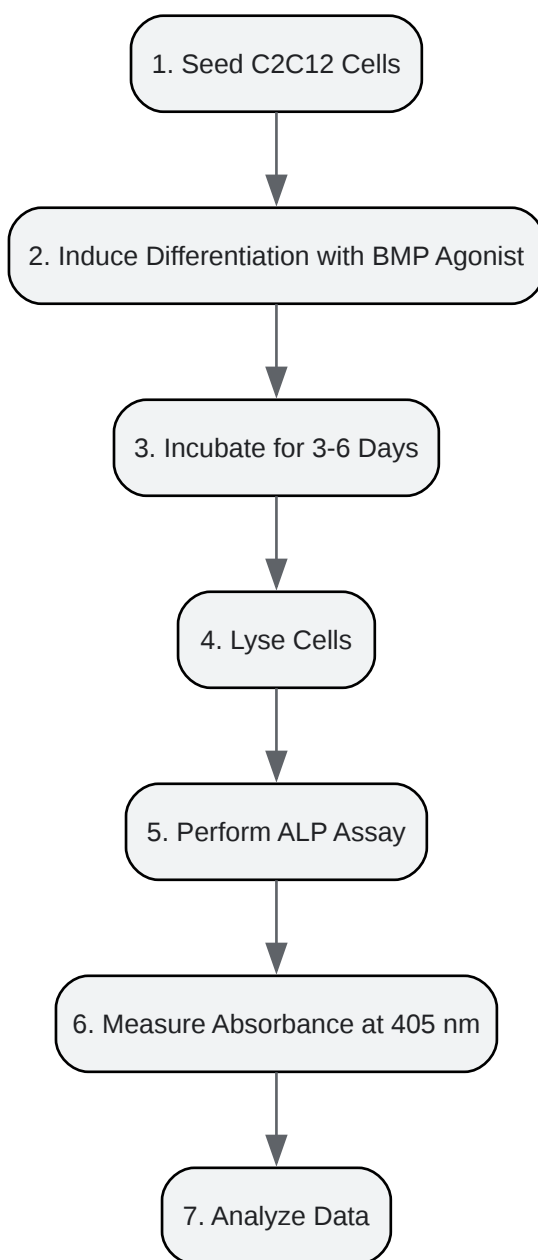 1. Seed C2C12 Cells
2. Induce Differentiation with BMP Agonist
3. Incubate for 3-6 Days
4. Lyse Cells
5. Perform ALP Assay
6. Measure Absorbance at 405 nm
7. Analyze Data